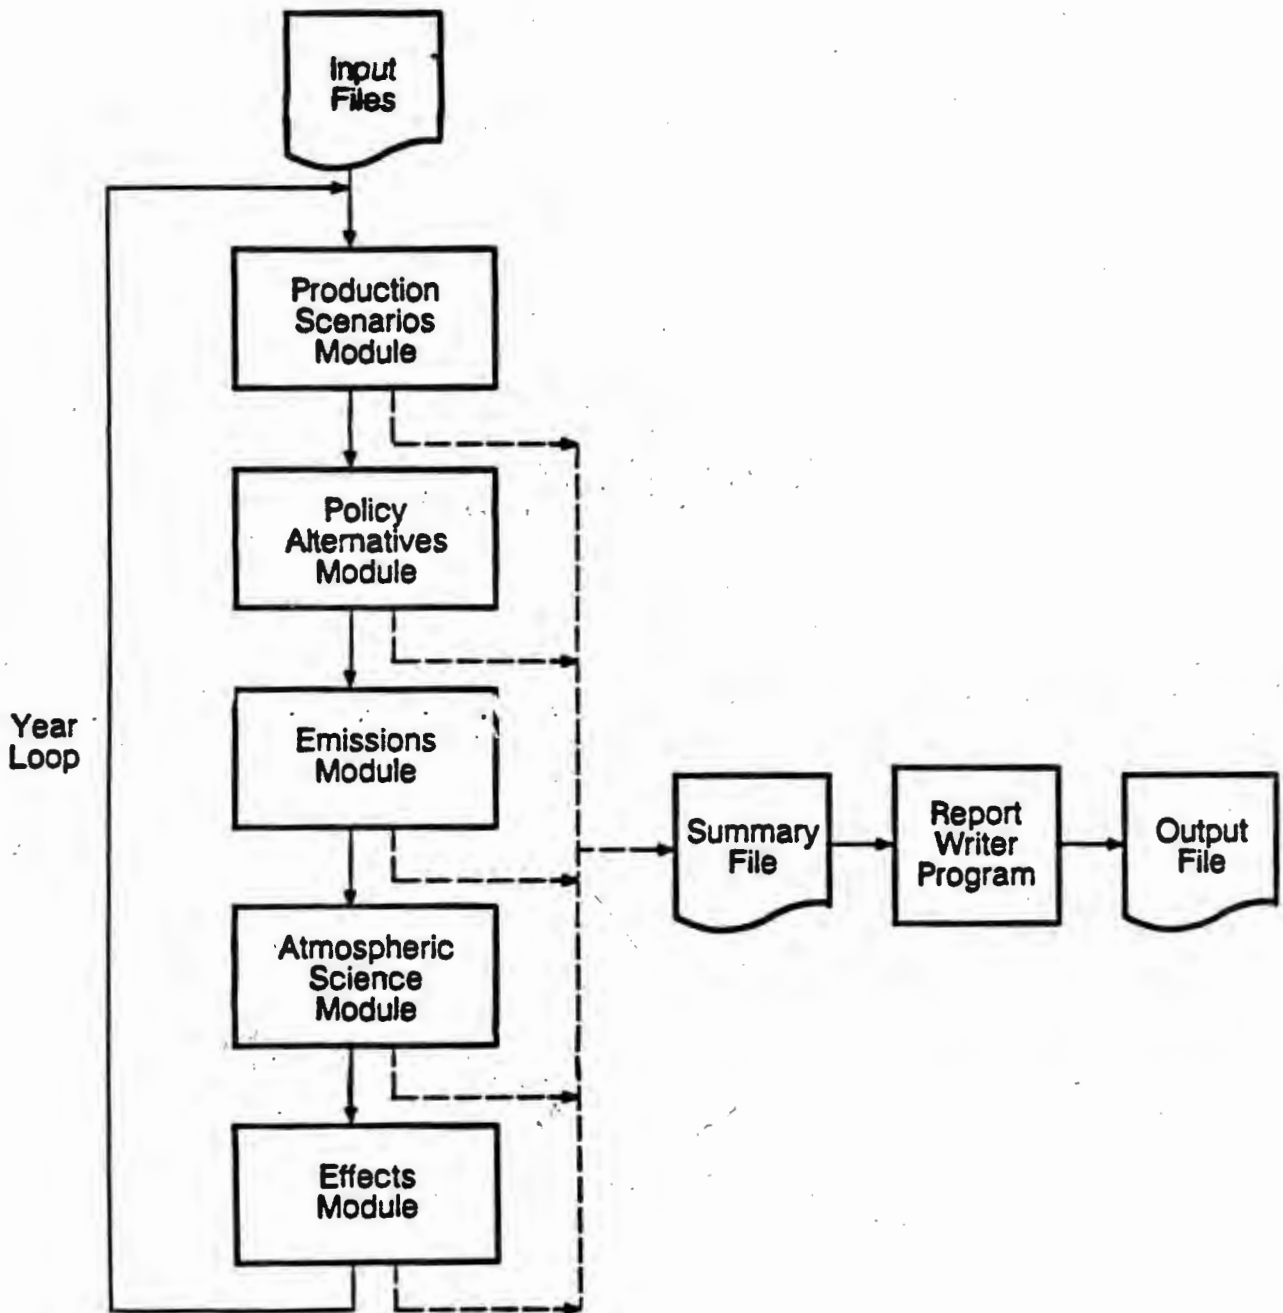 Input
Files
Production
Scenarios
Module
Policy
Alternatives
Module
Emissions
Module
Year
Loop
Summary
File
Report
Writer
Program
Output
File
Atmospheric
Science
Module
Effects
Module